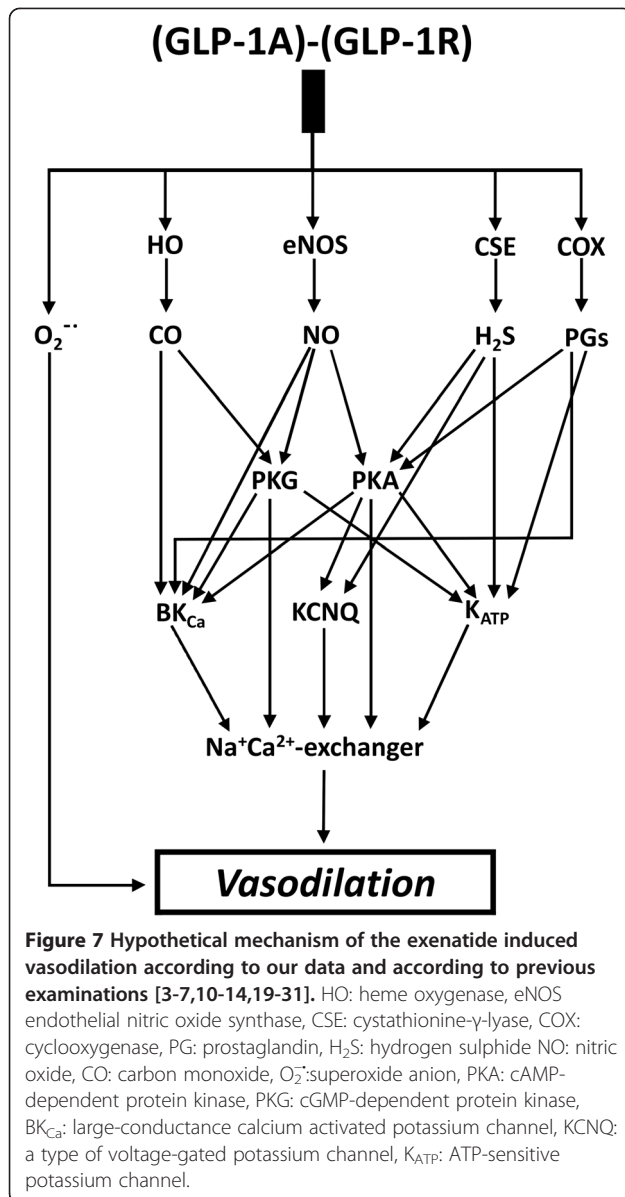 (GLP-1A)-(GLP-1R)
HO eNOS CSE COX
O₂⁻· CO NO H₂S PGs
PKG PKA
BK_Ca KCNQ K_ATP
Na⁺Ca²⁺-exchanger
Vasodilation
Figure 7 Hypothetical mechanism of the exenatide induced
vasodilation according to our data and according to previous
examinations [3-7,10-14,19-31]. HO: heme oxygenase, eNOS
endothelial nitric oxide synthase, CSE: cystathionine-γ-lyase, COX:
cyclooxygenase, PG: prostaglandin, H₂S: hydrogen sulphide NO: nitric
oxide, CO: carbon monoxide, O₂⁻·:superoxide anion, PKA: cAMP-
dependent protein kinase, PKG: cGMP-dependent protein kinase,
BK_Ca: large-conductance calcium activated potassium channel, KCNQ:
a type of voltage-gated potassium channel, K_ATP: ATP-sensitive
potassium channel.